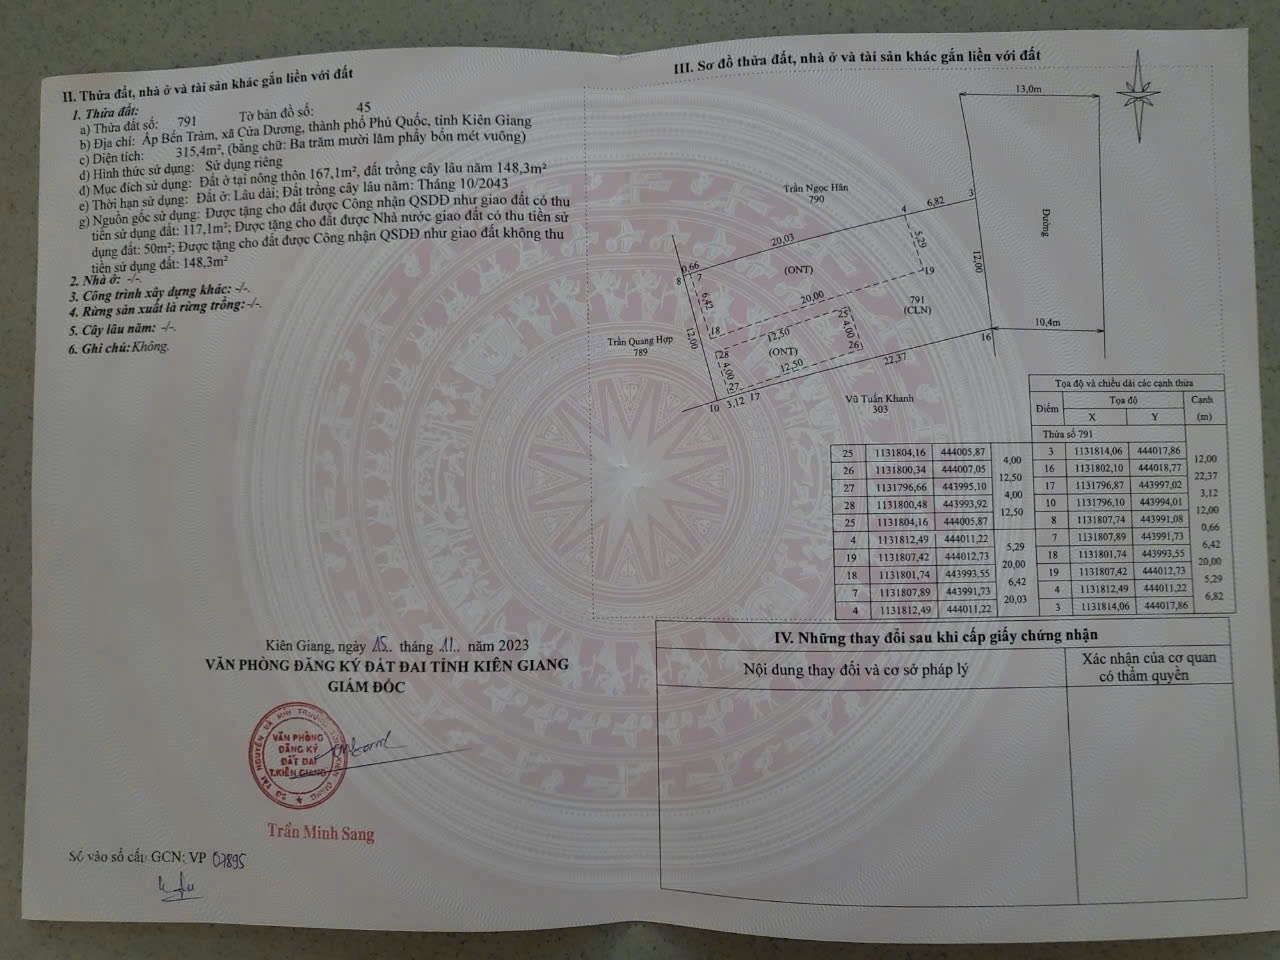 II. Thửa đất, nhà ở và tài sản khác gắn liền với đất
1. Thửa đất:
a) Thửa đất số: 791 Tờ bản đồ số: 45
b) Địa chỉ: Ấp Bến Tràm, xã Cửa Dương, thành phố Phú Quốc, tỉnh Kiên Giang
c) Diện tích: 315,4m², (bằng chữ: Ba trăm mười lăm phẩy bốn mét vuông)
d) Hình thức sử dụng: Sử dụng riêng
đ) Mục đích sử dụng: Đất ở tại nông thôn 167,1m², đất trồng cây lâu năm 148,3m²
e) Thời hạn sử dụng: Đất ở: Lâu dài; Đất trồng cây lâu năm: Tháng 10/2043
g) Nguồn gốc sử dụng: Được tặng cho đất được Công nhận QSDĐ như giao đất có thu
tiền sử dụng đất: 117,1m²; Được tặng cho đất được Nhà nước giao đất có thu tiền sử
dụng đất: 50m²; Được tặng cho đất được Công nhận QSDĐ như giao đất không thu
tiền sử dụng đất: 148,3m²
2. Nhà ở: -/-.
3. Công trình xây dựng khác: -/-.
4. Rừng sản xuất là rừng trồng: -/-.
5. Cây lâu năm: -/-.
6. Ghi chú: Không.
Kiên Giang, ngày 15.. tháng 11.. năm 2023
VĂN PHÒNG ĐĂNG KÝ ĐẤT ĐAI TỈNH KIÊN GIANG
GIÁM ĐỐC
VĂN PHÒNG
ĐĂNG KÝ
ĐẤT ĐAI
T.KIÊN GIANG
Trần Minh Sang
Số vào sổ cấp GCN: VP 07895
III. Sơ đồ thửa đất, nhà ở và tài sản khác gắn liền với đất
13,0m
Trần Ngọc Hân
790
4 6,82 3
20,03
5,29
Đường
0,66
8 7
(ONT)
19
12,00
6,42
20,00
791
(CLN)
25
18
12,50
4,00
10,4m
12,00
Trần Quang Hợp
789
28
(ONT)
26
16
4,00
12,50
22,37
27
10 3,12 17
Vũ Tuấn Khanh
303
Tọa độ và chiều dài các cạnh thửa
Điểm Tọa độ Cạnh
X Y (m)
Thửa số 791
3 1131814,06 444017,86
12,00
16 1131802,10 444018,77
22,37
17 1131796,87 443997,02
3,12
10 1131796,10 443994,01
12,00
8 1131807,74 443991,08
0,66
7 1131807,89 443991,73
6,42
18 1131801,74 443993,55
20,00
19 1131807,42 444012,73
5,29
4 1131812,49 444011,22
6,82
3 1131814,06 444017,86
25 1131804,16 444005,87
4,00
26 1131800,34 444007,05
12,50
27 1131796,66 443995,10
4,00
28 1131800,48 443993,92
12,50
25 1131804,16 444005,87
4 1131812,49 444011,22
5,29
19 1131807,42 444012,73
20,00
18 1131801,74 443993,55
6,42
7 1131807,89 443991,73
20,03
4 1131812,49 444011,22
IV. Những thay đổi sau khi cấp giấy chứng nhận
Nội dung thay đổi và cơ sở pháp lý
Xác nhận của cơ quan
có thẩm quyền